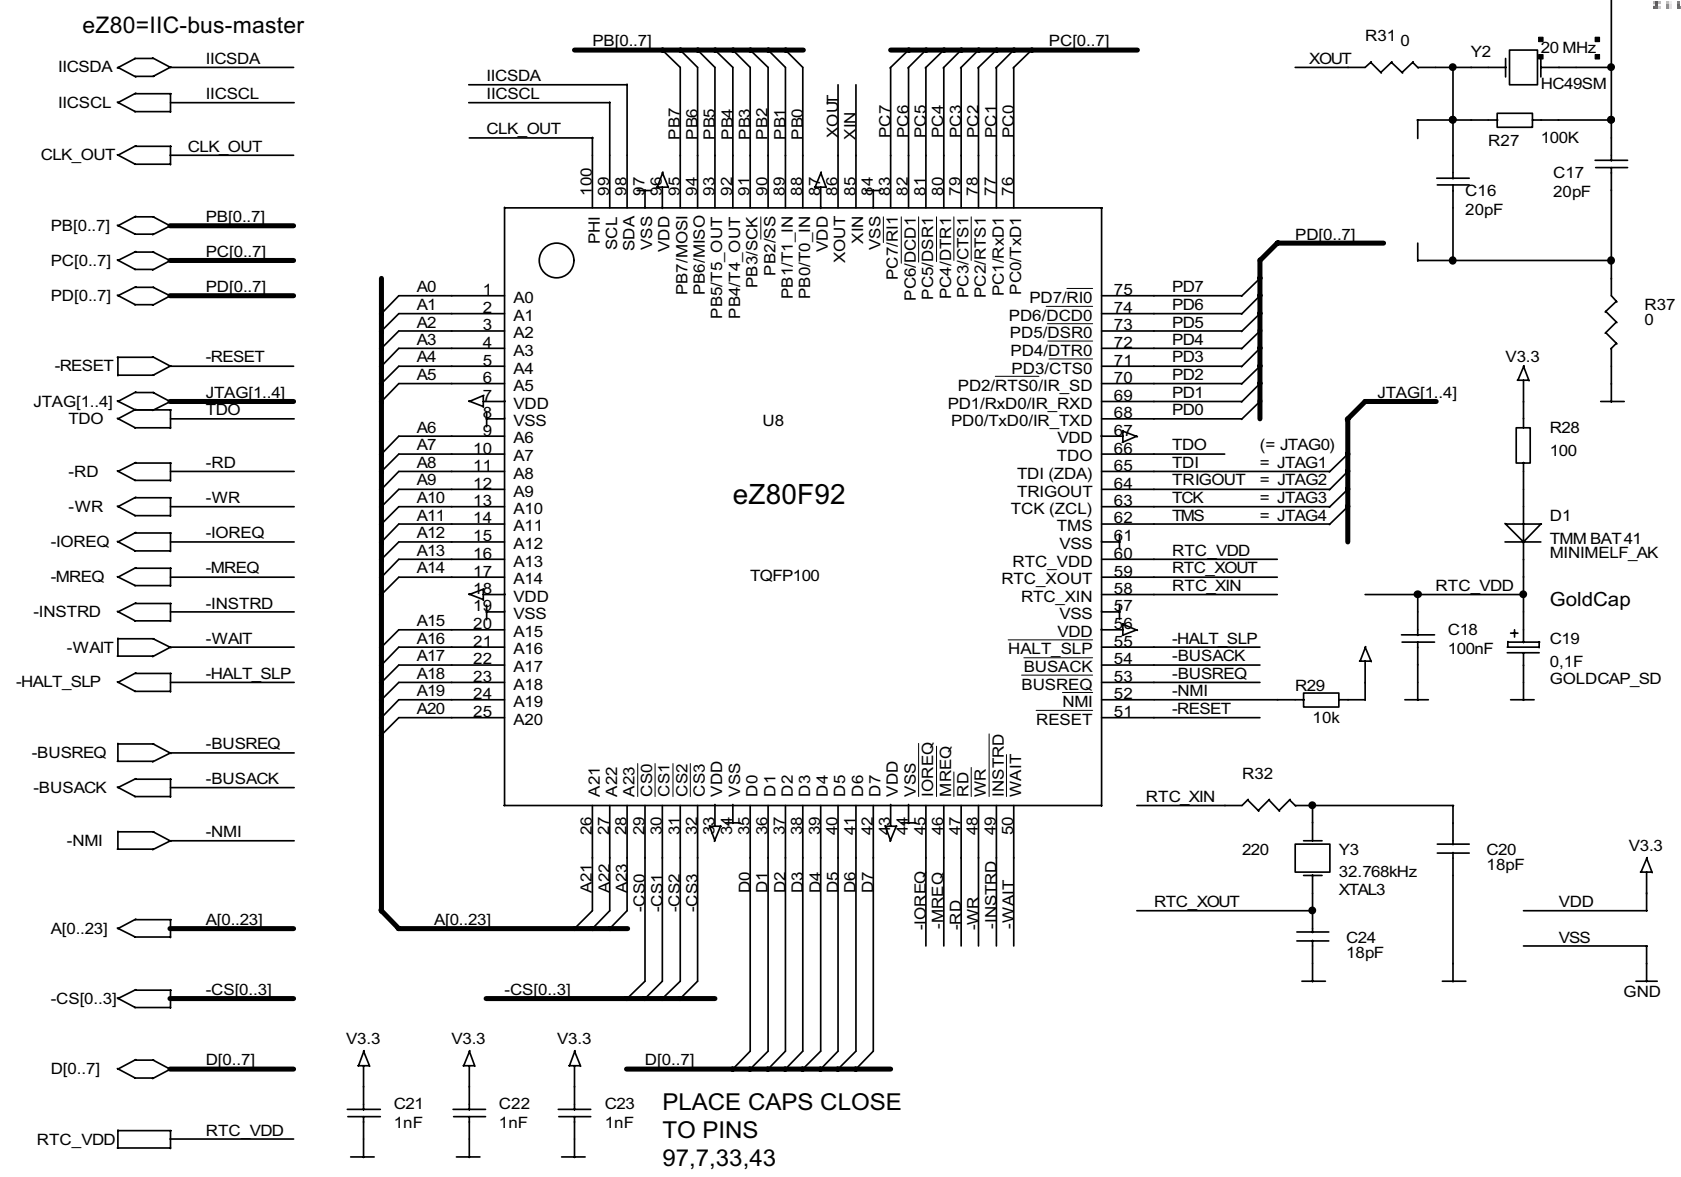 eZ80=IIC-bus-master
IICSDA IICSDA
IICSCL IICSCL
CLK_OUT CLK_OUT
PB[0..7] PB[0..7]
PC[0..7] PC[0..7]
PD[0..7] PD[0..7]
-RESET -RESET
JTAG[1..4] JTAG[1..4]
TDO TDO
-RD -RD
-WR -WR
-IOREQ -IOREQ
-MREQ -MREQ
-INSTRD -INSTRD
-WAIT -WAIT
-HALT_SLP -HALT_SLP
-BUSREQ -BUSREQ
-BUSACK -BUSACK
-NMI -NMI
A[0..23] A[0..23]
-CS[0..3] -CS[0..3]
D[0..7] D[0..7]
RTC_VDD RTC_VDD
PB[0..7]
PC[0..7]
IICSDA
IICSCL
CLK_OUT
PB7
PB6
PB5
PB4
PB3
PB2
PB1
PB0
XOUT
XIN
PC7
PC6
PC5
PC4
PC3
PC2
PC1
PC0
100 PHI
99 SCL
98 SDA
97 VSS
96 VDD
95 PB7/MOSI
94 PB6/MISO
93 PB5/T5_OUT
92 PB4/T4_OUT
91 PB3/SCK
90 PB2/SS
89 PB1/T1_IN
88 PB0/T0_IN
87 VDD
86 XOUT
85 XIN
84 VSS
83 PC7/RI1
82 PC6/DCD1
81 PC5/DSR1
80 PC4/DTR1
79 PC3/CTS1
78 PC2/RTS1
77 PC1/RxD1
76 PC0/TxD1
A0 1 A0
A1 2 A1
A2 3 A2
A3 4 A3
A4 5 A4
A5 6 A5
7 VDD
8 VSS
A6 9 A6
A7 10 A7
A8 11 A8
A9 12 A9
A10 13 A10
A11 14 A11
A12 15 A12
A13 16 A13
A14 17 A14
18 VDD
19 VSS
A15 20 A15
A16 21 A16
A17 22 A17
A18 23 A18
A19 24 A19
A20 25 A20
U8
eZ80F92
TQFP100
PD7/RI0 75 PD7
PD6/DCD0 74 PD6
PD5/DSR0 73 PD5
PD4/DTR0 72 PD4
PD3/CTS0 71 PD3
PD2/RTS0/IR_SD 70 PD2
PD1/RxD0/IR_RXD 69 PD1
PD0/TxD0/IR_TXD 68 PD0
VDD 67
TDO 66 TDO (= JTAG0)
TDI (ZDA) 65 TDI = JTAG1
TRIGOUT 64 TRIGOUT = JTAG2
TCK (ZCL) 63 TCK = JTAG3
TMS 62 TMS = JTAG4
VSS 61
RTC_VDD 60 RTC_VDD
RTC_XOUT 59 RTC_XOUT
RTC_XIN 58 RTC_XIN
VSS 57
VDD 56
HALT_SLP 55 -HALT_SLP
BUSACK 54 -BUSACK
BUSREQ 53 -BUSREQ
NMI 52 -NMI
RESET 51 -RESET
PD[0..7]
JTAG[1..4]
A21 26 A21
A22 27 A22
A23 28 A23
CS0 29 -CS0
CS1 30 -CS1
CS2 31 -CS2
CS3 32 -CS3
VDD 33
VSS 34
D0 35 D0
D1 36 D1
D2 37 D2
D3 38 D3
D4 39 D4
D5 40 D5
D6 41 D6
D7 42 D7
VDD 43
VSS 44
IOREQ 45 -IOREQ
MREQ 46 -MREQ
RD 47 -RD
WR 48 -WR
INSTRD 49 -INSTRD
WAIT 50 -WAIT
A[0..23]
-CS[0..3]
D[0..7]
V3.3
C21
1nF
V3.3
C22
1nF
V3.3
C23
1nF
PLACE CAPS CLOSE
TO PINS
97,7,33,43
XOUT
R31 0
Y2
20 MHz
HC49SM
R27 100K
C16
20pF
C17
20pF
R37
0
V3.3
R28
100
D1
TMM BAT41
MINIMELF_AK
RTC_VDD
GoldCap
C18
100nF
+
C19
0,1F
GOLDCAP_SD
R29
10k
R32
RTC_XIN
220
Y3
32.768kHz
XTAL3
C20
18pF
RTC_XOUT
C24
18pF
V3.3
VDD
VSS
GND